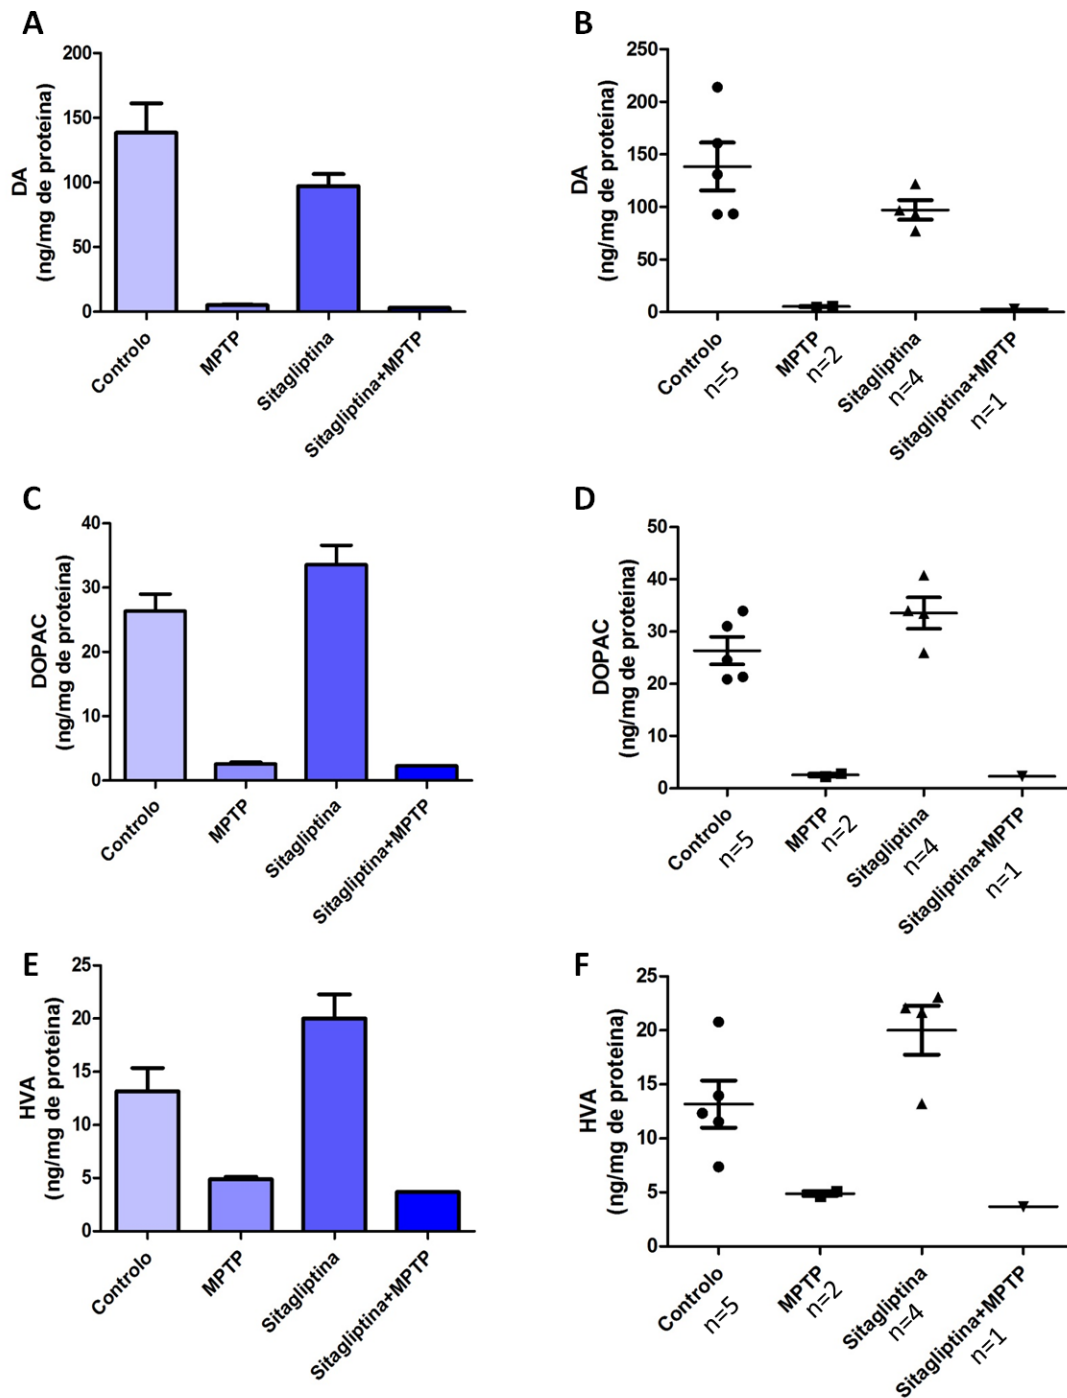 A
DA
(ng/mg de proteína)
200
150
100
50
0
Controlo
MPTP
Sitagliptina
Sitagliptina+MPTP
B
DA
(ng/mg de proteína)
250
200
150
100
50
0
Controlo
n=5
MPTP
n=2
Sitagliptina
n=4
Sitagliptina+MPTP
n=1
C
DOPAC
(ng/mg de proteína)
40
30
20
10
0
Controlo
MPTP
Sitagliptina
Sitagliptina+MPTP
D
DOPAC
(ng/mg de proteína)
50
40
30
20
10
0
Controlo
n=5
MPTP
n=2
Sitagliptina
n=4
Sitagliptina+MPTP
n=1
E
HVA
(ng/mg de proteína)
25
20
15
10
5
0
Controlo
MPTP
Sitagliptina
Sitagliptina+MPTP
F
HVA
(ng/mg de proteína)
25
20
15
10
5
0
Controlo
n=5
MPTP
n=2
Sitagliptina
n=4
Sitagliptina+MPTP
n=1